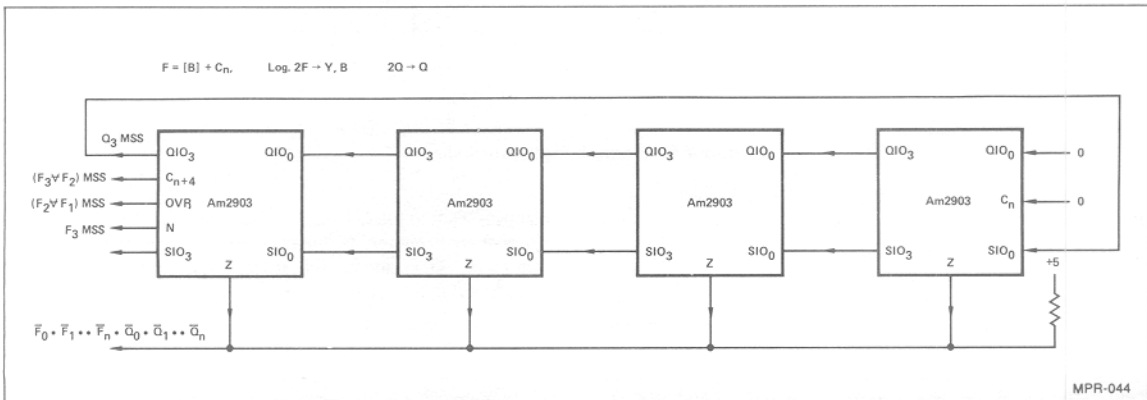 F = [B] + Cn,   Log. 2F → Y, B   2Q → Q
Q3 MSS
QIO3 QIO0 QIO3 QIO0 QIO3 QIO0 QIO3 QIO0 0
(F3∀F2) MSS Cn+4
(F2∀F1) MSS OVR Am2903 Am2903 Am2903 Am2903 Cn 0
F3 MSS N
SIO3 SIO0 SIO3 SIO0 SIO3 SIO0 SIO3 SIO0
Z Z Z Z +5
F̅0 • F̅1 •• F̅n • Q̅0 • Q̅1 •• Q̅n
MPR-044